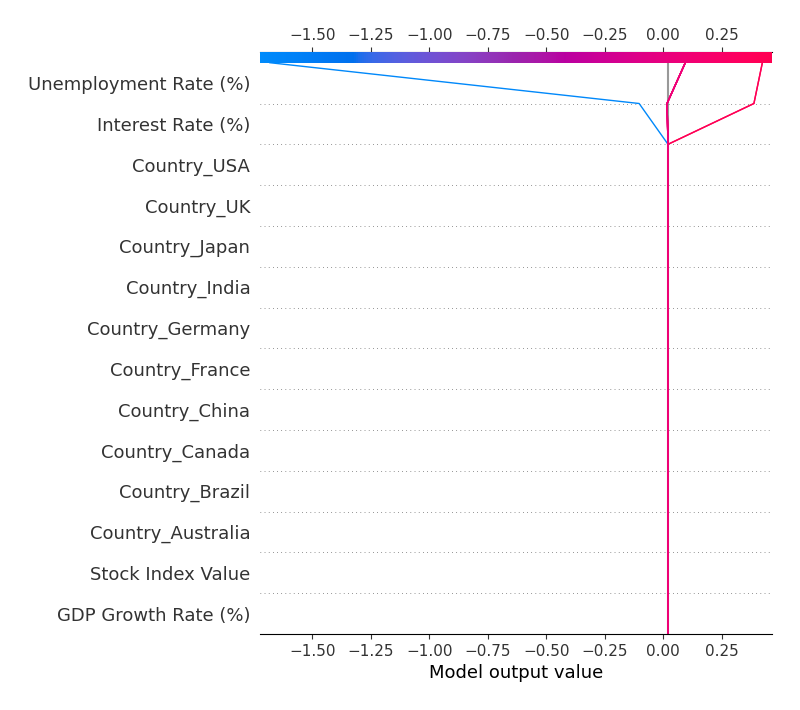 −1.50 −1.25 −1.00 −0.75 −0.50 −0.25 0.00 0.25
Unemployment Rate (%)
Interest Rate (%)
Country_USA
Country_UK
Country_Japan
Country_India
Country_Germany
Country_France
Country_China
Country_Canada
Country_Brazil
Country_Australia
Stock Index Value
GDP Growth Rate (%)
−1.50 −1.25 −1.00 −0.75 −0.50 −0.25 0.00 0.25
Model output value